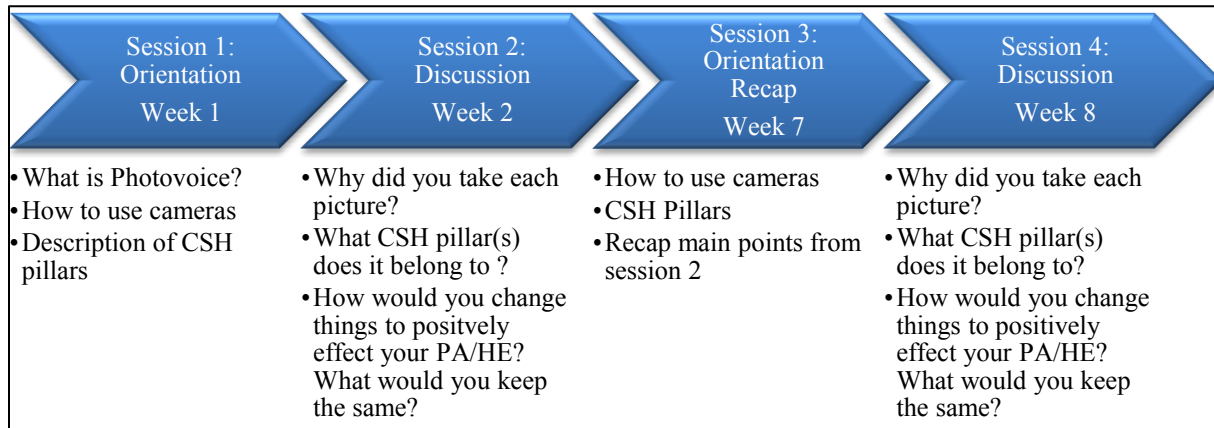 Session 1:
Orientation
Week 1
Session 2:
Discussion
Week 2
Session 3:
Orientation
Recap
Week 7
Session 4:
Discussion
Week 8
•What is Photovoice?
•How to use cameras
•Description of CSH
pillars
•Why did you take each
picture?
•What CSH pillar(s)
does it belong to ?
•How would you change
things to positvely
effect your PA/HE?
What would you keep
the same?
•How to use cameras
•CSH Pillars
•Recap main points from
session 2
•Why did you take each
picture?
•What CSH pillar(s)
does it belong to?
•How would you change
things to positively
effect your PA/HE?
What would you keep
the same?